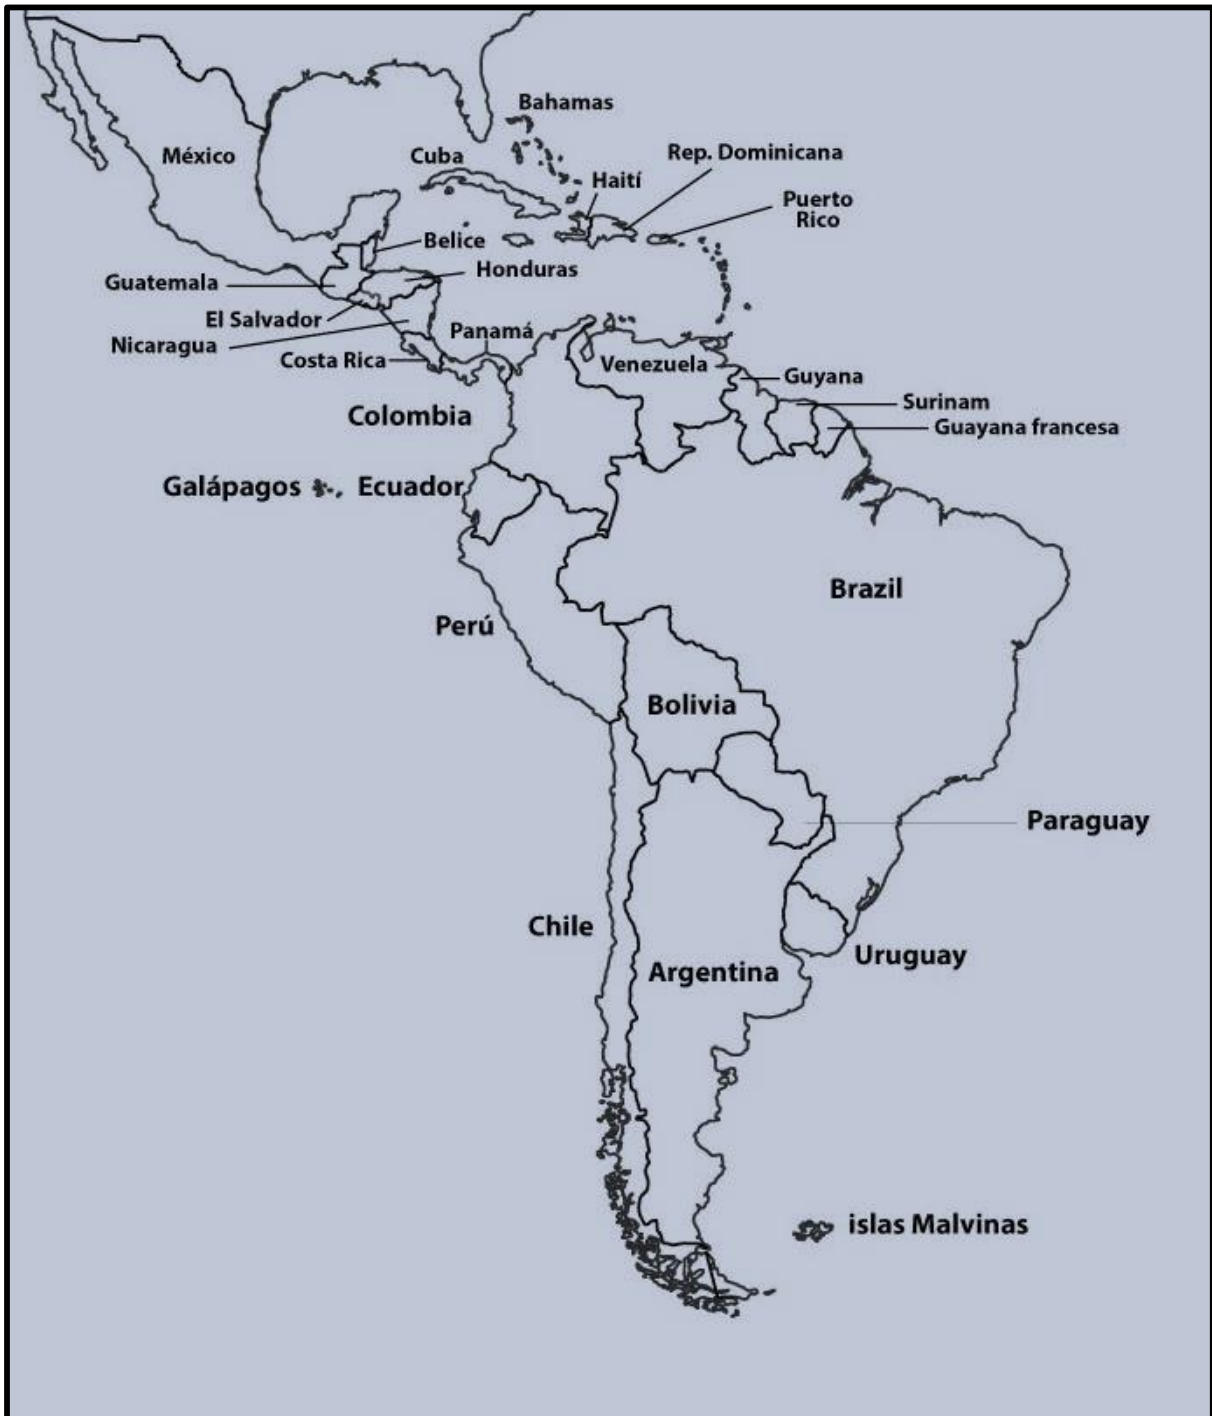 Bahamas
México
Cuba
Rep. Dominicana
Haití
Puerto
Rico
Belice
Honduras
Guatemala
El Salvador
Panamá
Nicaragua
Costa Rica
Venezuela
Guyana
Surinam
Colombia
Guayana francesa
Galápagos
Ecuador
Brazil
Perú
Bolivia
Paraguay
Chile
Uruguay
Argentina
islas Malvinas